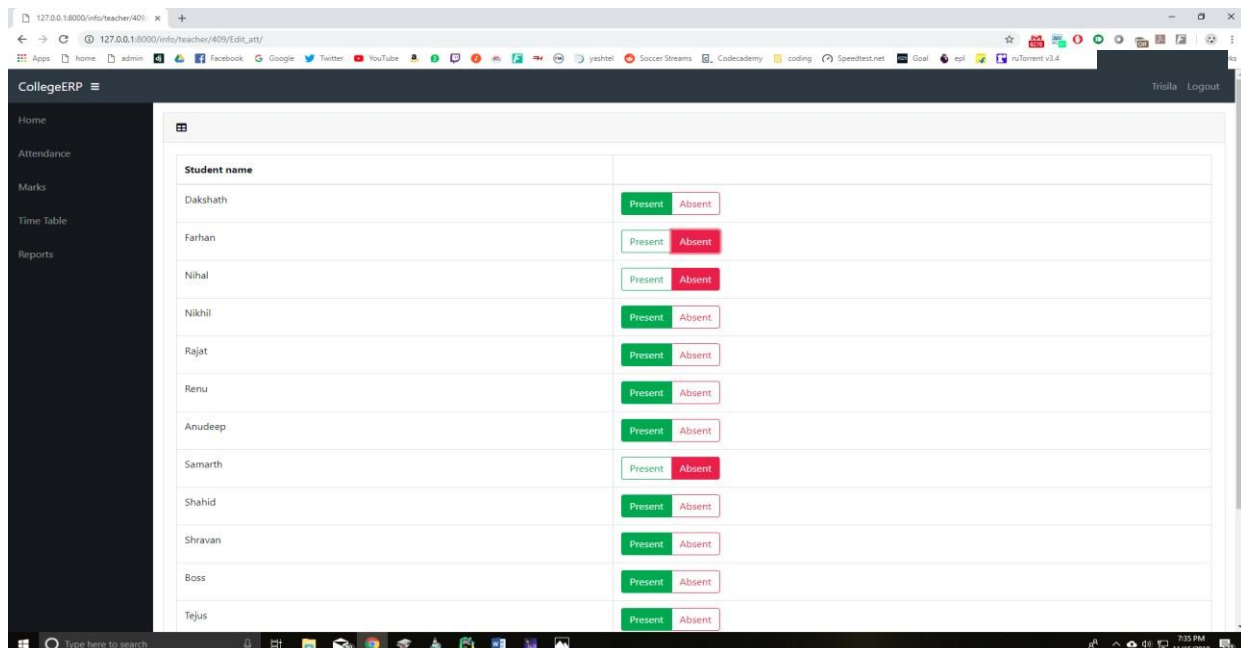 127.0.0.1:8000/info/teacher/409
127.0.0.1:8000/info/teacher/409/Edit_att/
Apps home admin dj Facebook Google Twitter YouTube yashtel Soccer Streams Codecademy coding Speedtest.net Goal epl ruTorrent v3.4
CollegeERP Trisila Logout
Home
Attendance
Marks
Time Table
Reports
Student name
Dakshath Present Absent
Farhan Present Absent
Nihal Present Absent
Nikhil Present Absent
Rajat Present Absent
Renu Present Absent
Anudeep Present Absent
Samarth Present Absent
Shahid Present Absent
Shravan Present Absent
Boss Present Absent
Tejus Present Absent
Type here to search 7:35 PM